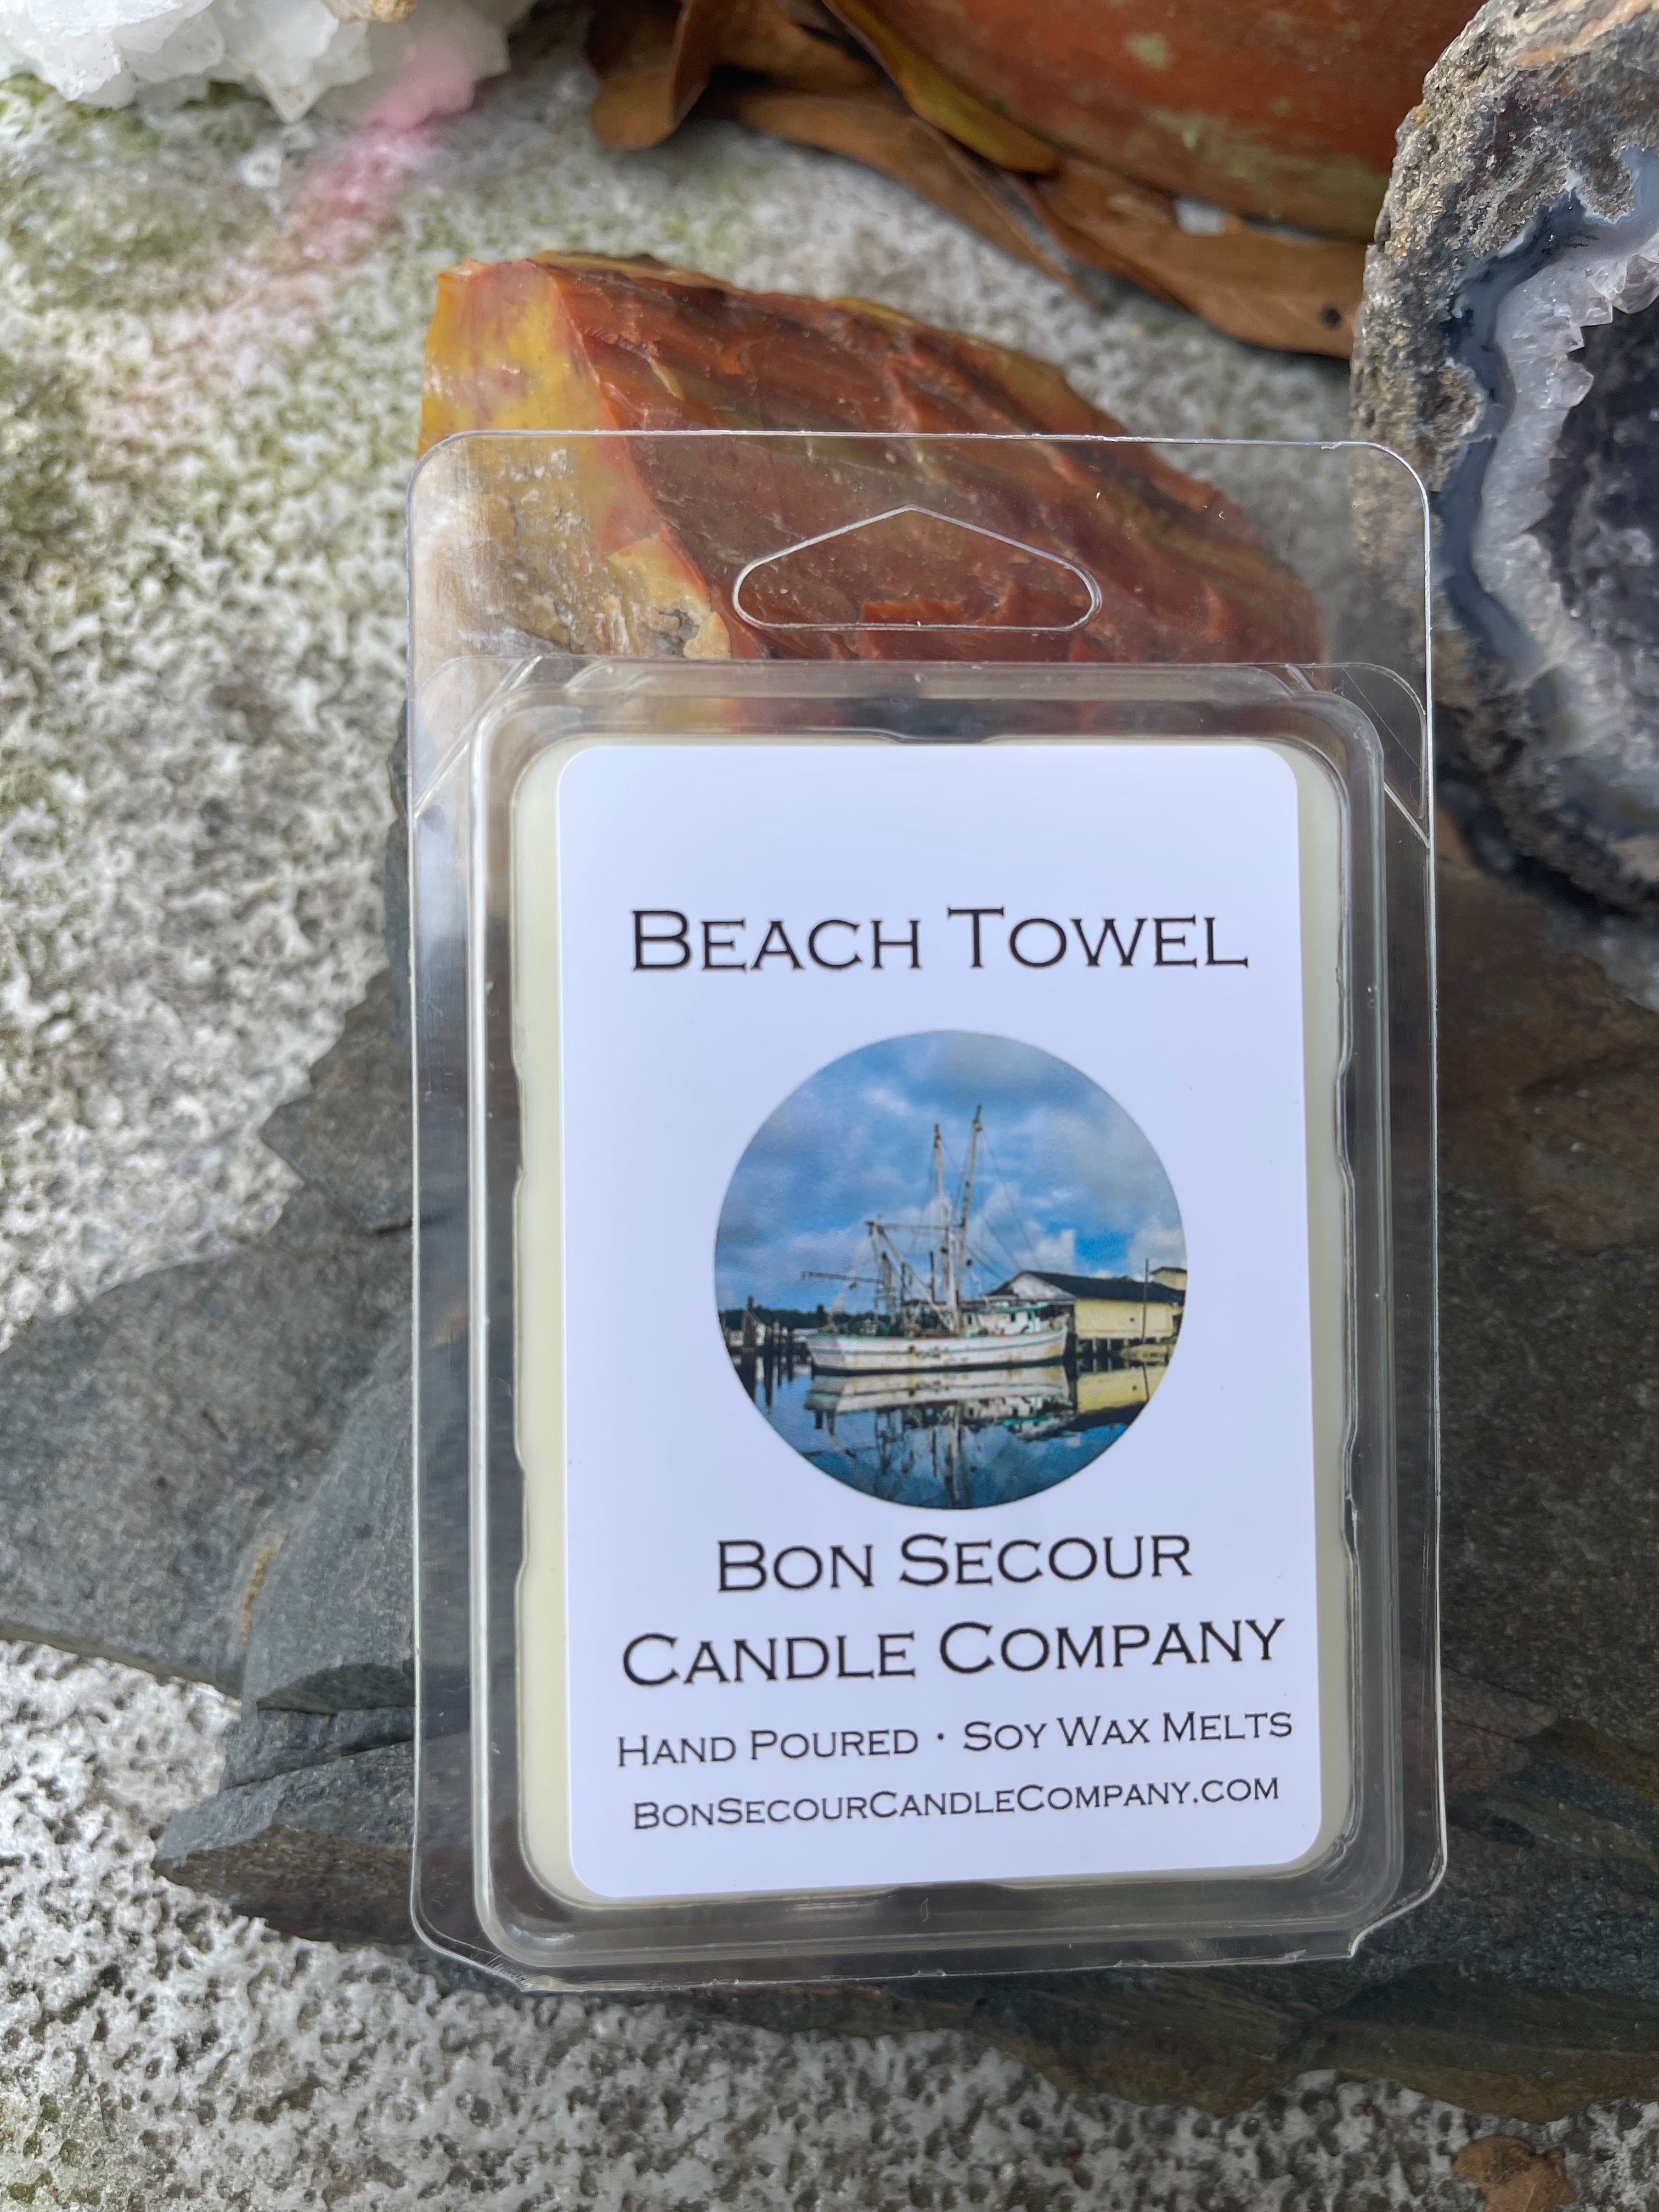 Beach Towel
Bon Secour
Candle Company
Hand Poured • Soy Wax Melts
BonSecourCandleCompany.com